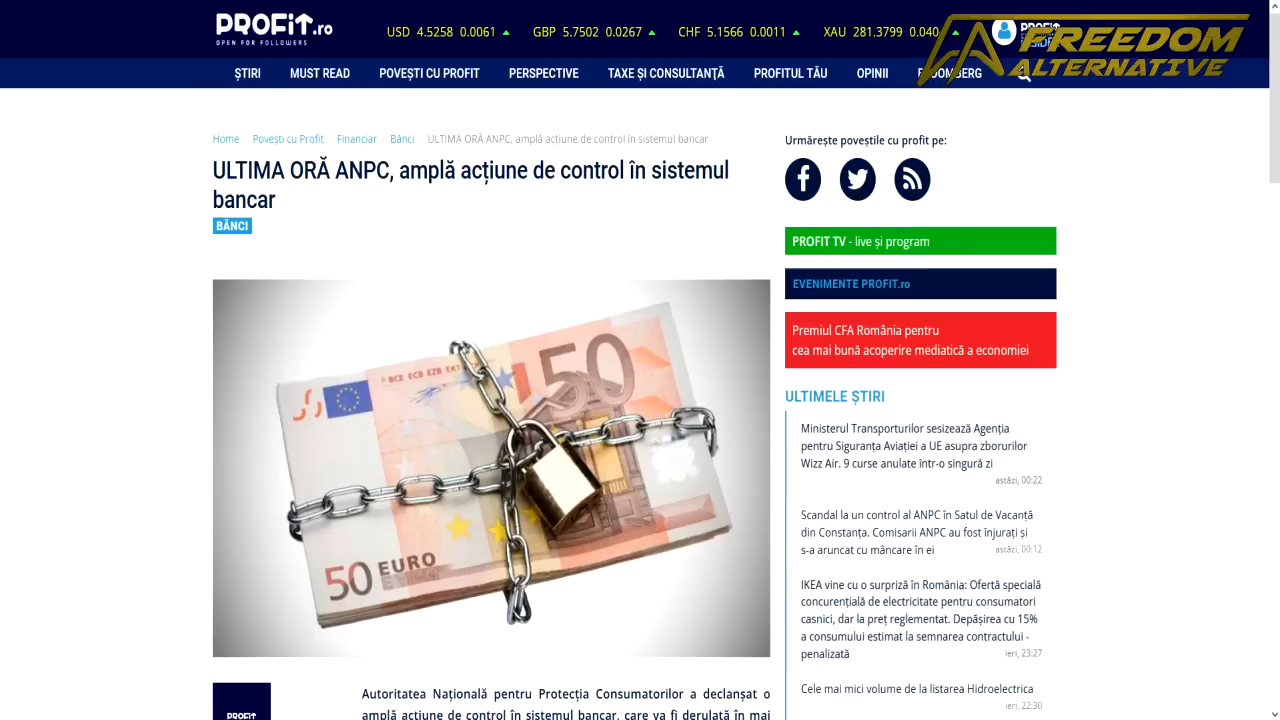 PROFIT.ro
OPEN FOR FOLLOWERS
USD 4.5258 0.0061 GBP 5.7502 0.0267 CHF 5.1566 0.0011 XAU 281.3799 0.040
FREEDOM
ALTERNATIVE
ȘTIRI MUST READ POVEȘTI CU PROFIT PERSPECTIVE TAXE ȘI CONSULTANȚĂ PROFITUL TĂU OPINII BLOOMBERG
Home Povești cu Profit Financiar Bănci ULTIMA ORĂ ANPC, amplă acțiune de control în sistemul bancar
ULTIMA ORĂ ANPC, amplă acțiune de control în sistemul
bancar
BĂNCI
BCE ECB EZB EKT
50
50 EURO
PROFIT
Autoritatea Națională pentru Protecția Consumatorilor a declanșat o
amplă acțiune de control în sistemul bancar, care va fi derulată în mai
Urmărește poveștile cu profit pe:
PROFIT TV - live și program
EVENIMENTE PROFIT.ro
Premiul CFA România pentru
cea mai bună acoperire mediatică a economiei
ULTIMELE ȘTIRI
Ministerul Transporturilor sesizează Agenția
pentru Siguranța Aviației a UE asupra zborurilor
Wizz Air. 9 curse anulate într-o singură zi
astăzi, 00:22
Scandal la un control al ANPC în Satul de Vacanță
din Constanța. Comisarii ANPC au fost înjurați și
s-a aruncat cu mâncare în ei astăzi, 00:12
IKEA vine cu o surpriză în România: Ofertă specială
concurențială de electricitate pentru consumatori
casnici, dar la preț reglementat. Depășirea cu 15%
a consumului estimat la semnarea contractului -
penalizată ieri, 23:27
Cele mai mici volume de la listarea Hidroelectrica
ieri, 22:30